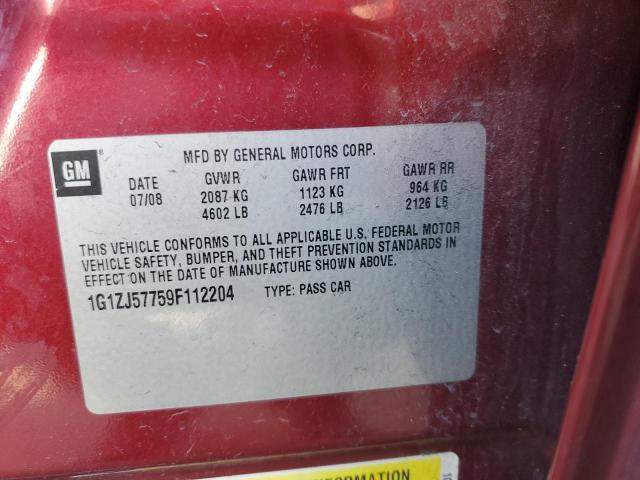 GM
MFD BY GENERAL MOTORS CORP.
DATE GVWR GAWR FRT GAWR RR
07/08 2087 KG 1123 KG 964 KG
4602 LB 2476 LB 2126 LB
THIS VEHICLE CONFORMS TO ALL APPLICABLE U.S. FEDERAL MOTOR
VEHICLE SAFETY, BUMPER, AND THEFT PREVENTION STANDARDS IN
EFFECT ON THE DATE OF MANUFACTURE SHOWN ABOVE.
1G1ZJ57759F112204 TYPE: PASS CAR
INFORMATION